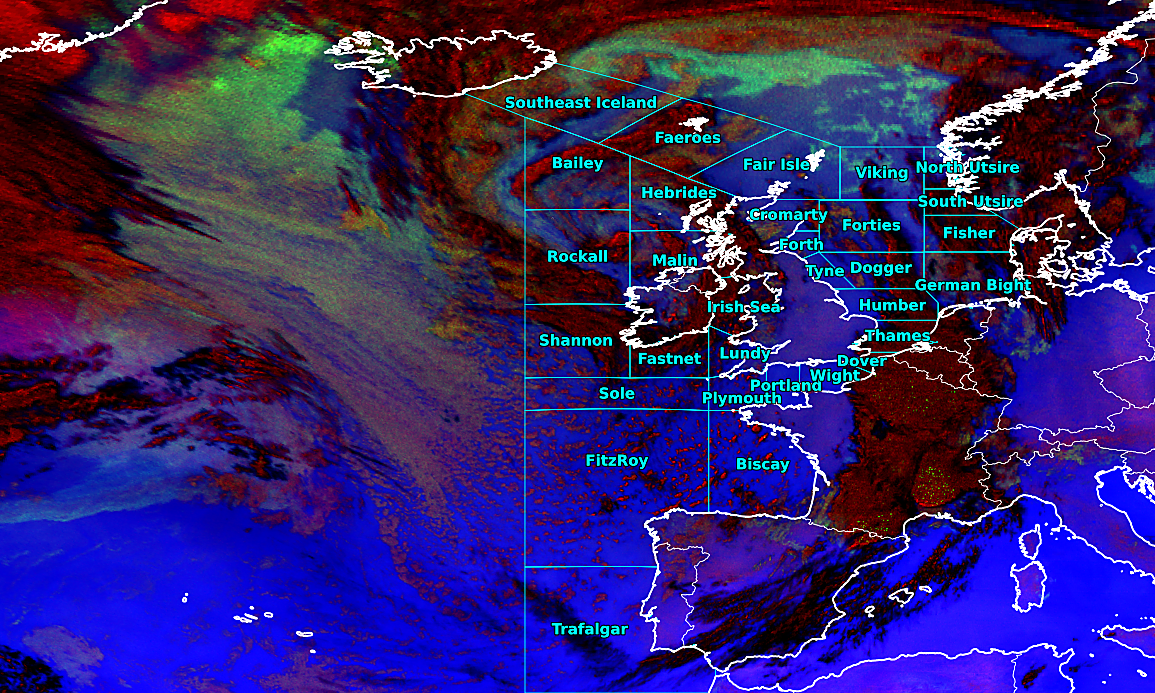 Southeast Iceland
Faeroes
Bailey
Fair Isle
Viking
North Utsire
Hebrides
South Utsire
Cromarty
Forties
Fisher
Forth
Rockall
Malin
Tyne
Dogger
German Bight
Irish Sea
Humber
Shannon
Thames
Fastnet
Lundy
Dover
Wight
Portland
Sole
Plymouth
FitzRoy
Biscay
Trafalgar